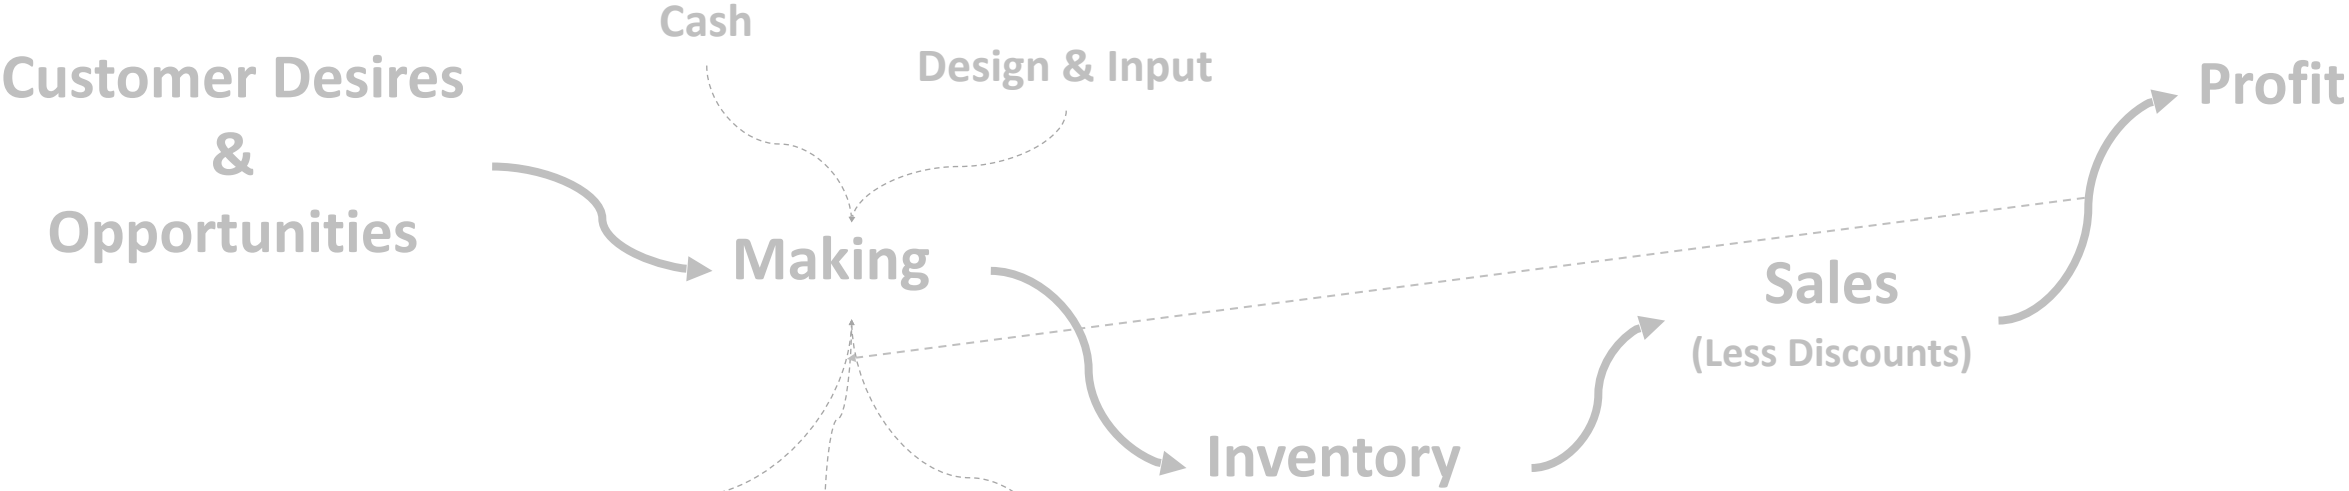 Cash
Design & Input
Customer Desires
&
Opportunities
Profit
Making
Sales
(Less Discounts)
Inventory